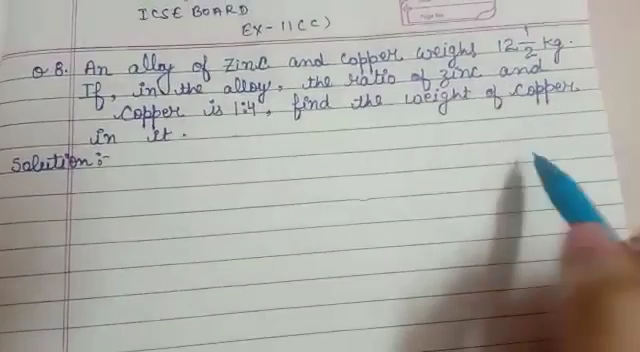 ICSE BOARD
EX-11(C)
Q 8. An alloy of zinc and copper weighs 12 1/2 kg.
If, in the alloy, the ratio of zinc and
copper is 1:4, find the weight of copper
in it.
Solution:-